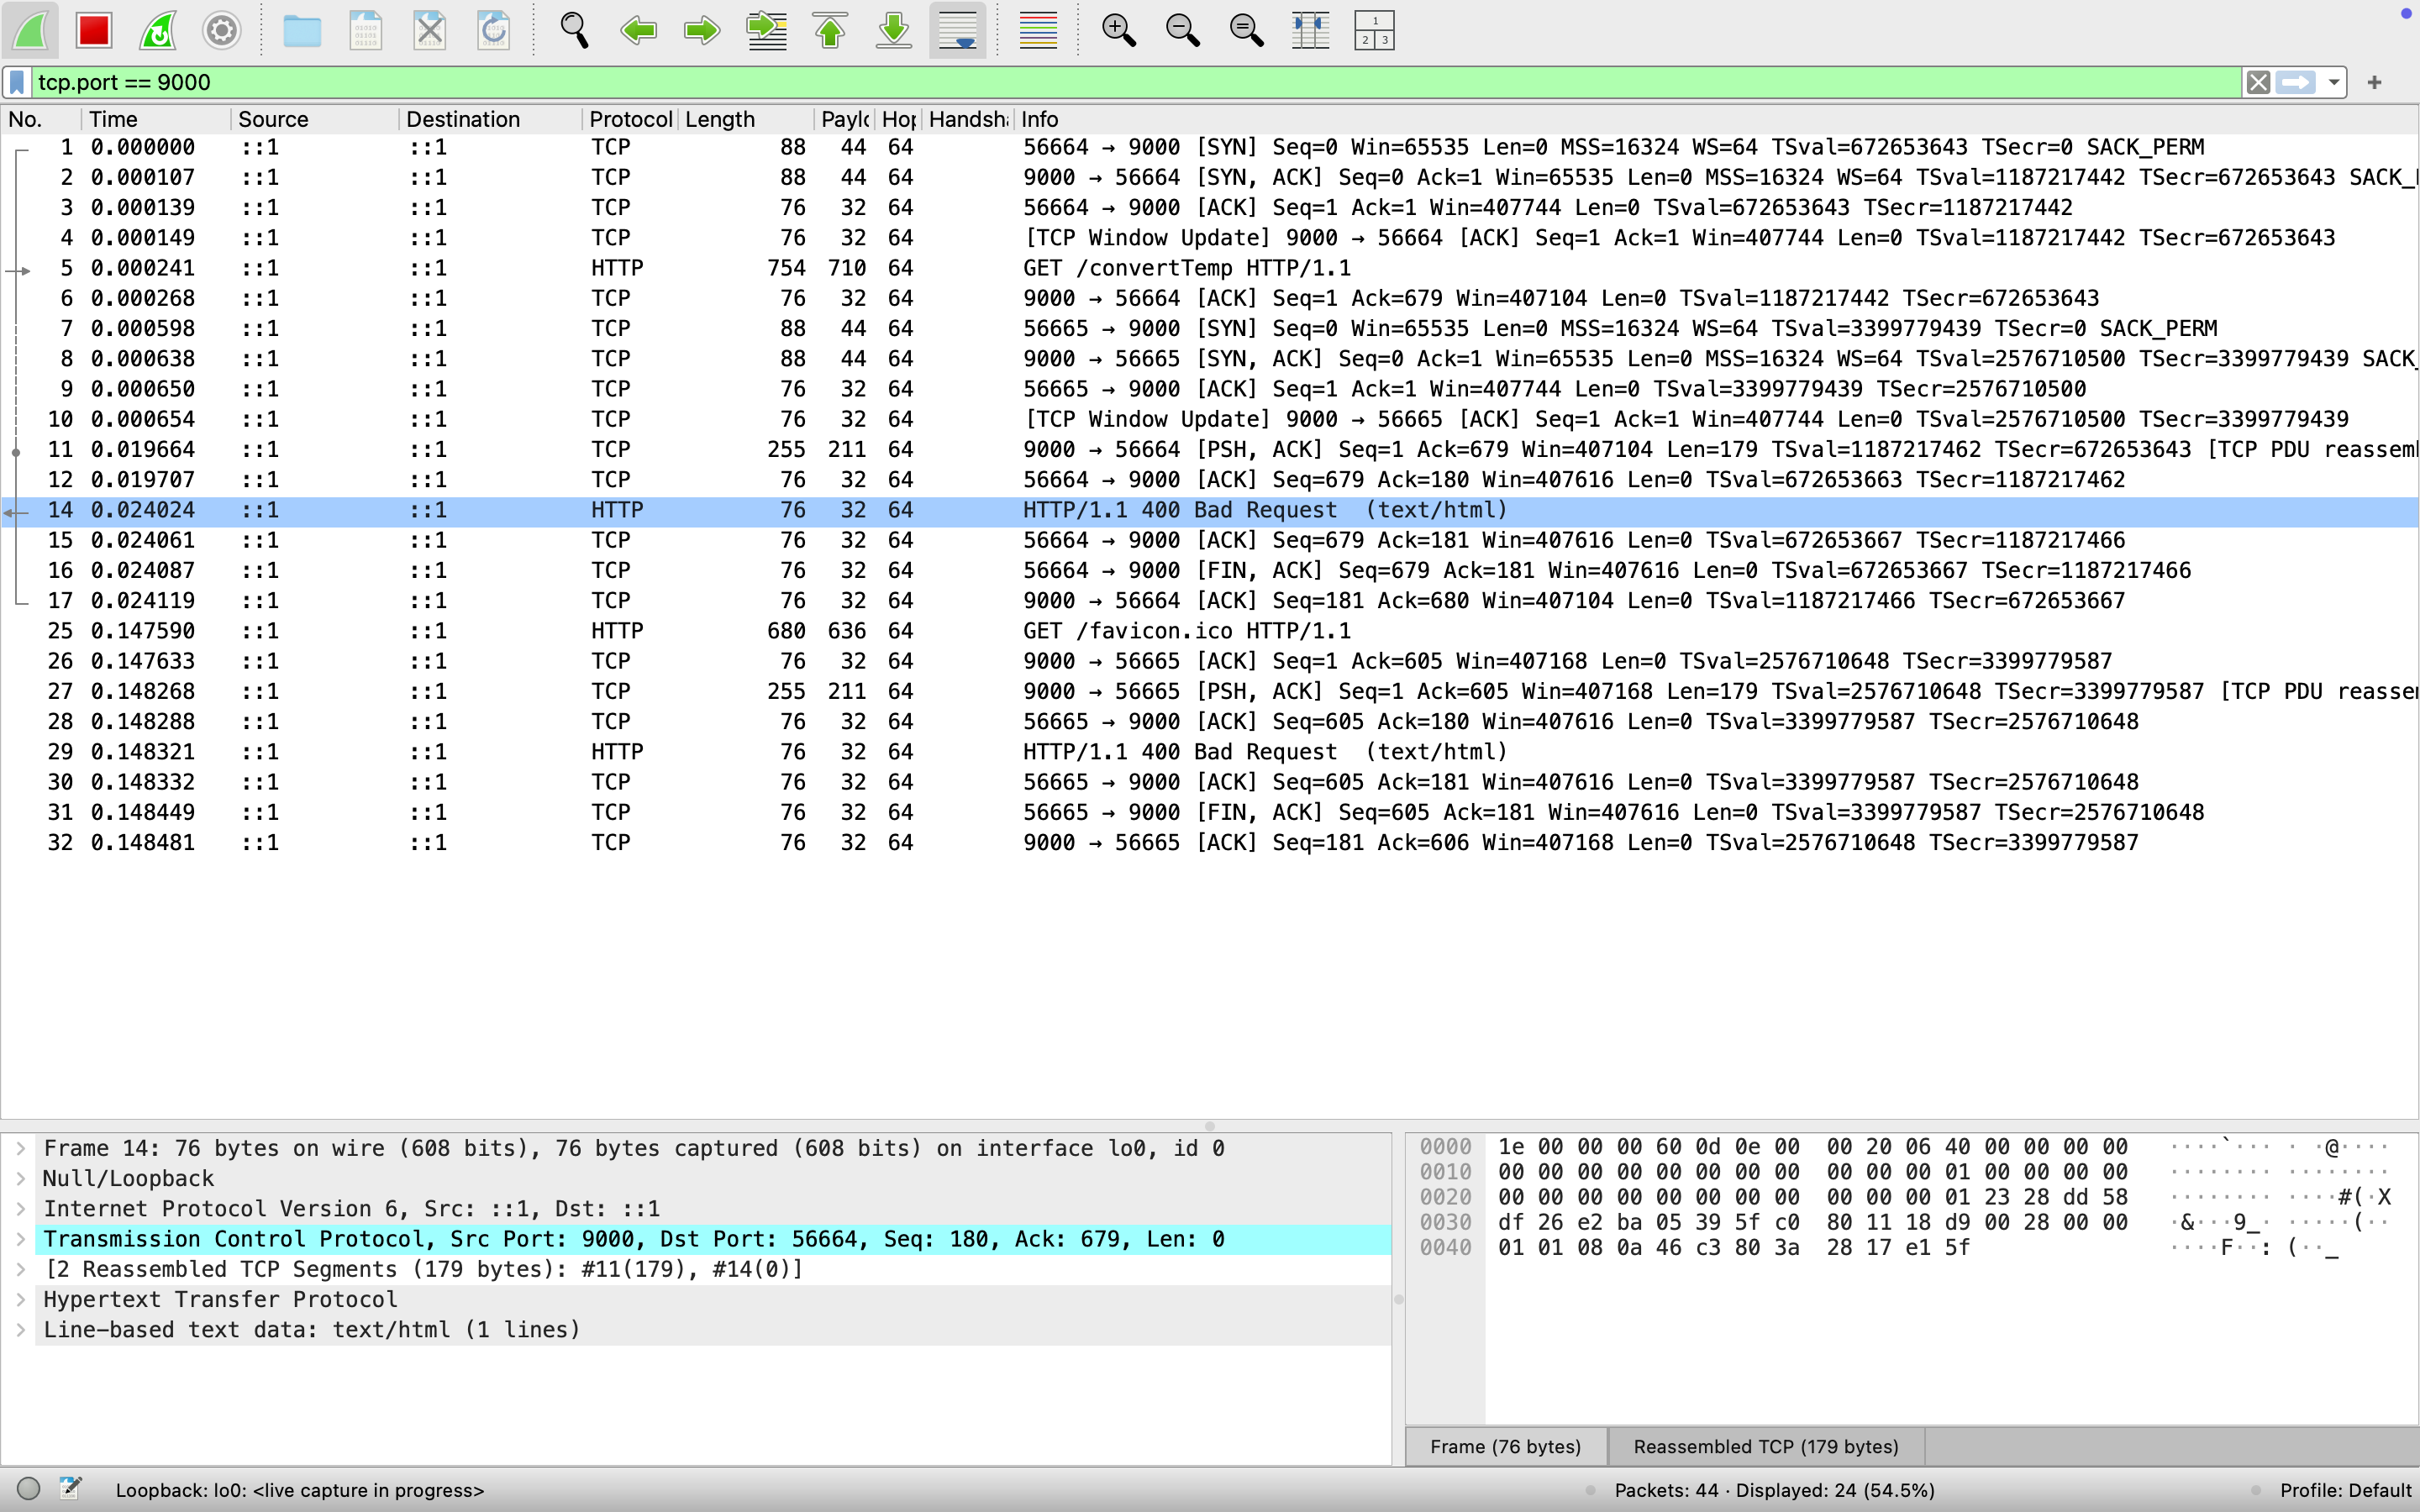 tcp.port == 9000
No. Time Source Destination Protocol Length Paylo Hop Handsha Info
1 0.000000 ::1 ::1 TCP 88 44 64 56664 → 9000 [SYN] Seq=0 Win=65535 Len=0 MSS=16324 WS=64 TSval=672653643 TSecr=0 SACK_PERM
2 0.000107 ::1 ::1 TCP 88 44 64 9000 → 56664 [SYN, ACK] Seq=0 Ack=1 Win=65535 Len=0 MSS=16324 WS=64 TSval=1187217442 TSecr=672653643 SACK_
3 0.000139 ::1 ::1 TCP 76 32 64 56664 → 9000 [ACK] Seq=1 Ack=1 Win=407744 Len=0 TSval=672653643 TSecr=1187217442
4 0.000149 ::1 ::1 TCP 76 32 64 [TCP Window Update] 9000 → 56664 [ACK] Seq=1 Ack=1 Win=407744 Len=0 TSval=1187217442 TSecr=672653643
5 0.000241 ::1 ::1 HTTP 754 710 64 GET /convertTemp HTTP/1.1
6 0.000268 ::1 ::1 TCP 76 32 64 9000 → 56664 [ACK] Seq=1 Ack=679 Win=407104 Len=0 TSval=1187217442 TSecr=672653643
7 0.000598 ::1 ::1 TCP 88 44 64 56665 → 9000 [SYN] Seq=0 Win=65535 Len=0 MSS=16324 WS=64 TSval=3399779439 TSecr=0 SACK_PERM
8 0.000638 ::1 ::1 TCP 88 44 64 9000 → 56665 [SYN, ACK] Seq=0 Ack=1 Win=65535 Len=0 MSS=16324 WS=64 TSval=2576710500 TSecr=3399779439 SACK_
9 0.000650 ::1 ::1 TCP 76 32 64 56665 → 9000 [ACK] Seq=1 Ack=1 Win=407744 Len=0 TSval=3399779439 TSecr=2576710500
10 0.000654 ::1 ::1 TCP 76 32 64 [TCP Window Update] 9000 → 56665 [ACK] Seq=1 Ack=1 Win=407744 Len=0 TSval=2576710500 TSecr=3399779439
11 0.019664 ::1 ::1 TCP 255 211 64 9000 → 56664 [PSH, ACK] Seq=1 Ack=679 Win=407104 Len=179 TSval=1187217462 TSecr=672653643 [TCP PDU reassem
12 0.019707 ::1 ::1 TCP 76 32 64 56664 → 9000 [ACK] Seq=679 Ack=180 Win=407616 Len=0 TSval=672653663 TSecr=1187217462
14 0.024024 ::1 ::1 HTTP 76 32 64 HTTP/1.1 400 Bad Request (text/html)
15 0.024061 ::1 ::1 TCP 76 32 64 56664 → 9000 [ACK] Seq=679 Ack=181 Win=407616 Len=0 TSval=672653667 TSecr=1187217466
16 0.024087 ::1 ::1 TCP 76 32 64 56664 → 9000 [FIN, ACK] Seq=679 Ack=181 Win=407616 Len=0 TSval=672653667 TSecr=1187217466
17 0.024119 ::1 ::1 TCP 76 32 64 9000 → 56664 [ACK] Seq=181 Ack=680 Win=407104 Len=0 TSval=1187217466 TSecr=672653667
25 0.147590 ::1 ::1 HTTP 680 636 64 GET /favicon.ico HTTP/1.1
26 0.147633 ::1 ::1 TCP 76 32 64 9000 → 56665 [ACK] Seq=1 Ack=605 Win=407168 Len=0 TSval=2576710648 TSecr=3399779587
27 0.148268 ::1 ::1 TCP 255 211 64 9000 → 56665 [PSH, ACK] Seq=1 Ack=605 Win=407168 Len=179 TSval=2576710648 TSecr=3399779587 [TCP PDU reasse
28 0.148288 ::1 ::1 TCP 76 32 64 56665 → 9000 [ACK] Seq=605 Ack=180 Win=407616 Len=0 TSval=3399779587 TSecr=2576710648
29 0.148321 ::1 ::1 HTTP 76 32 64 HTTP/1.1 400 Bad Request (text/html)
30 0.148332 ::1 ::1 TCP 76 32 64 56665 → 9000 [ACK] Seq=605 Ack=181 Win=407616 Len=0 TSval=3399779587 TSecr=2576710648
31 0.148449 ::1 ::1 TCP 76 32 64 56665 → 9000 [FIN, ACK] Seq=605 Ack=181 Win=407616 Len=0 TSval=3399779587 TSecr=2576710648
32 0.148481 ::1 ::1 TCP 76 32 64 9000 → 56665 [ACK] Seq=181 Ack=606 Win=407168 Len=0 TSval=2576710648 TSecr=3399779587
Frame 14: 76 bytes on wire (608 bits), 76 bytes captured (608 bits) on interface lo0, id 0
Null/Loopback
Internet Protocol Version 6, Src: ::1, Dst: ::1
Transmission Control Protocol, Src Port: 9000, Dst Port: 56664, Seq: 180, Ack: 679, Len: 0
[2 Reassembled TCP Segments (179 bytes): #11(179), #14(0)]
Hypertext Transfer Protocol
Line-based text data: text/html (1 lines)
0000 1e 00 00 00 60 0d 0e 00 00 20 06 40 00 00 00 00 ····`··· · ·@····
0010 00 00 00 00 00 00 00 00 00 00 00 01 00 00 00 00 ········ ········
0020 00 00 00 00 00 00 00 00 00 00 00 01 23 28 dd 58 ········ ····#(·X
0030 df 26 e2 ba 05 39 5f c0 80 11 18 d9 00 28 00 00 ·&···9_· ·····(··
0040 01 01 08 0a 46 c3 80 3a 28 17 e1 5f ····F··: (··_
Frame (76 bytes) Reassembled TCP (179 bytes)
Loopback: lo0: <live capture in progress> Packets: 44 · Displayed: 24 (54.5%) Profile: Default